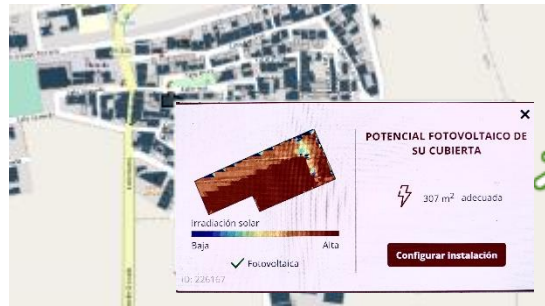 ×
POTENCIAL FOTOVOLTAICO DE
SU CUBIERTA
307 m² adecuada
Irradiación solar
Baja Alta
Fotovoltaica
Configurar instalación
ID: 226167